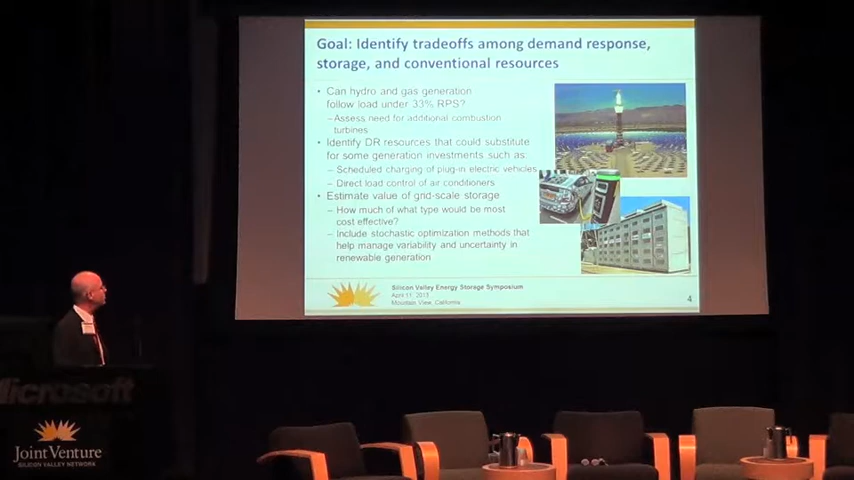 Goal: Identify tradeoffs among demand response,
storage, and conventional resources
• Can hydro and gas generation
follow load under 33% RPS?
– Assess need for additional combustion
turbines
• Identify DR resources that could substitute
for some generation investments such as:
– Scheduled charging of plug-in electric vehicles
– Direct load control of air conditioners
• Estimate value of grid-scale storage
– How much of what type would be most
cost effective?
– Include stochastic optimization methods that
help manage variability and uncertainty in
renewable generation
Silicon Valley Energy Storage Symposium
April 17, 2013
Mountain View, California
4
Microsoft
Joint Venture
SILICON VALLEY NETWORK